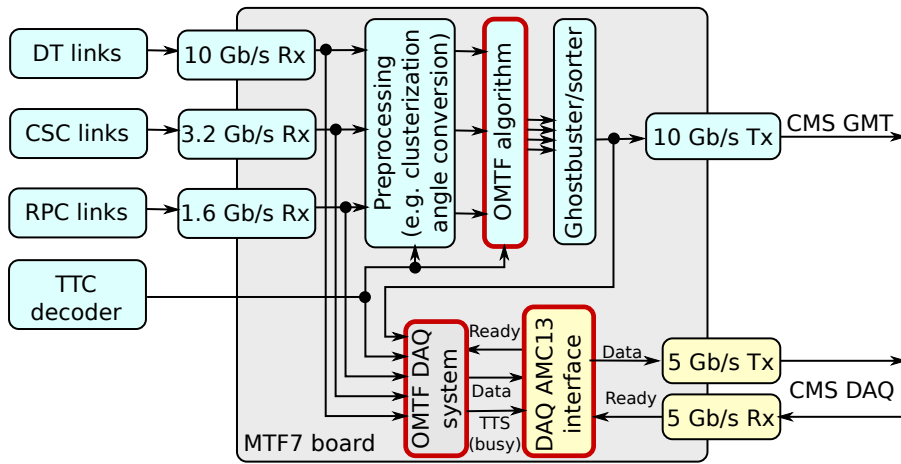 DT links
10 Gb/s Rx
CSC links
3.2 Gb/s Rx
RPC links
1.6 Gb/s Rx
TTC
decoder
Preprocessing
(e.g. clusterization
angle conversion)
OMTF algorithm
Ghostbuster/sorter
10 Gb/s Tx
CMS GMT
OMTF DAQ
system
Ready
Data
TTS
(busy)
DAQ AMC13
interface
Data
Ready
5 Gb/s Tx
5 Gb/s Rx
CMS DAQ
MTF7 board